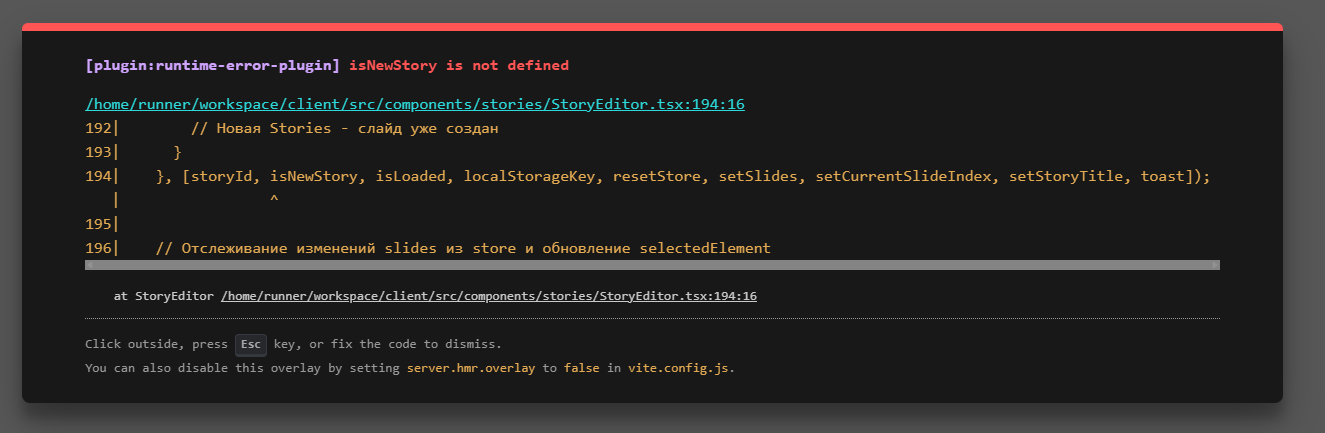 [plugin:runtime-error-plugin] isNewStory is not defined
/home/runner/workspace/client/src/components/stories/StoryEditor.tsx:194:16
192|        // Новая Stories - слайд уже создан
193|      }
194|    }, [storyId, isNewStory, isLoaded, localStorageKey, resetStore, setSlides, setCurrentSlideIndex, setStoryTitle, toast]);
   |                 ^
195|
196|    // Отслеживание изменений slides из store и обновление selectedElement
at StoryEditor /home/runner/workspace/client/src/components/stories/StoryEditor.tsx:194:16
Click outside, press Esc key, or fix the code to dismiss.
You can also disable this overlay by setting server.hmr.overlay to false in vite.config.js.